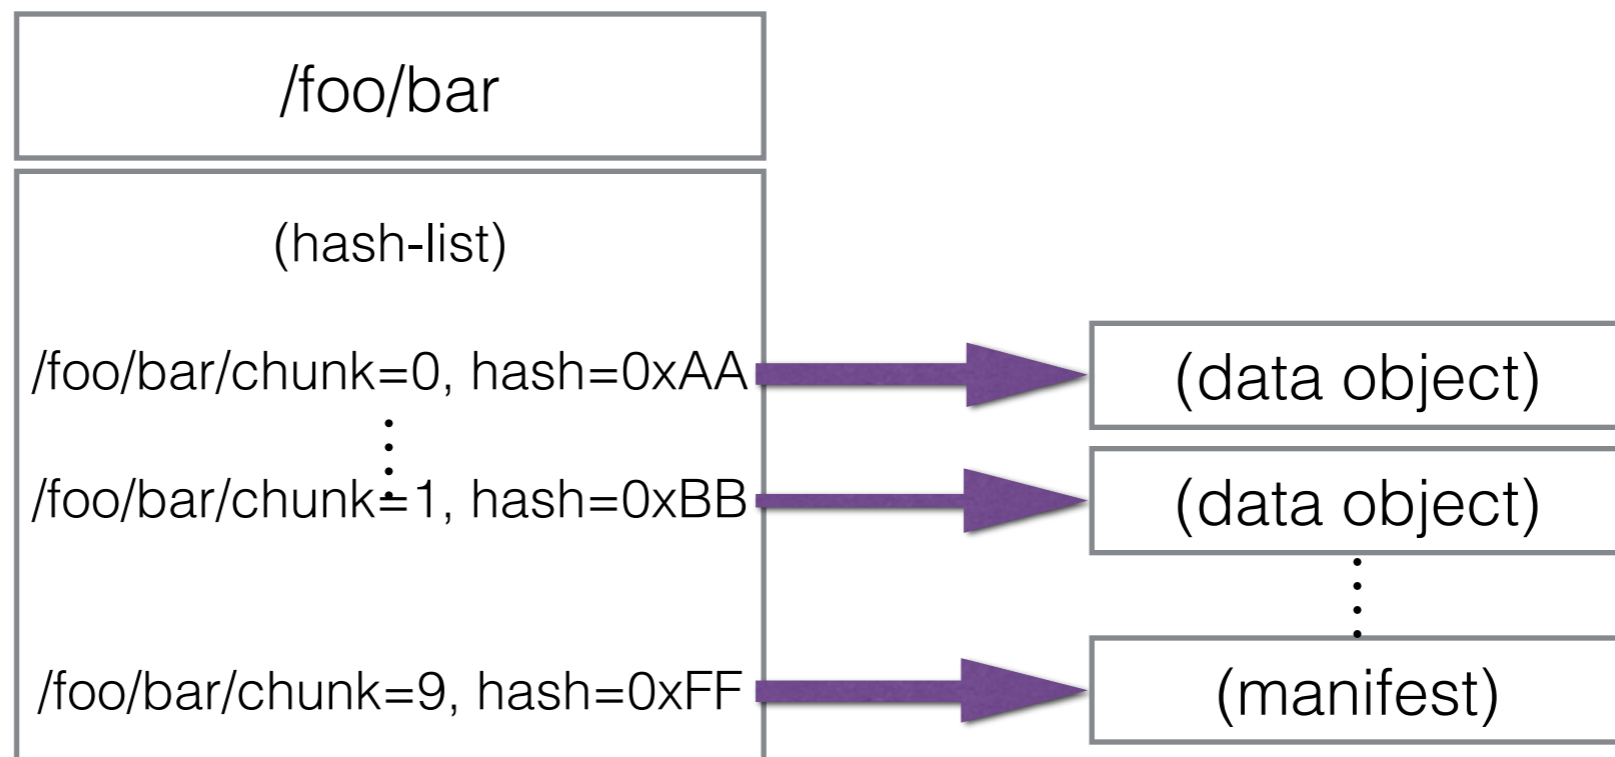 /foo/bar
(hash-list)
/foo/bar/chunk=0, hash=0xAA
(data object)
/foo/bar/chunk=1, hash=0xBB
(data object)
/foo/bar/chunk=9, hash=0xFF
(manifest)